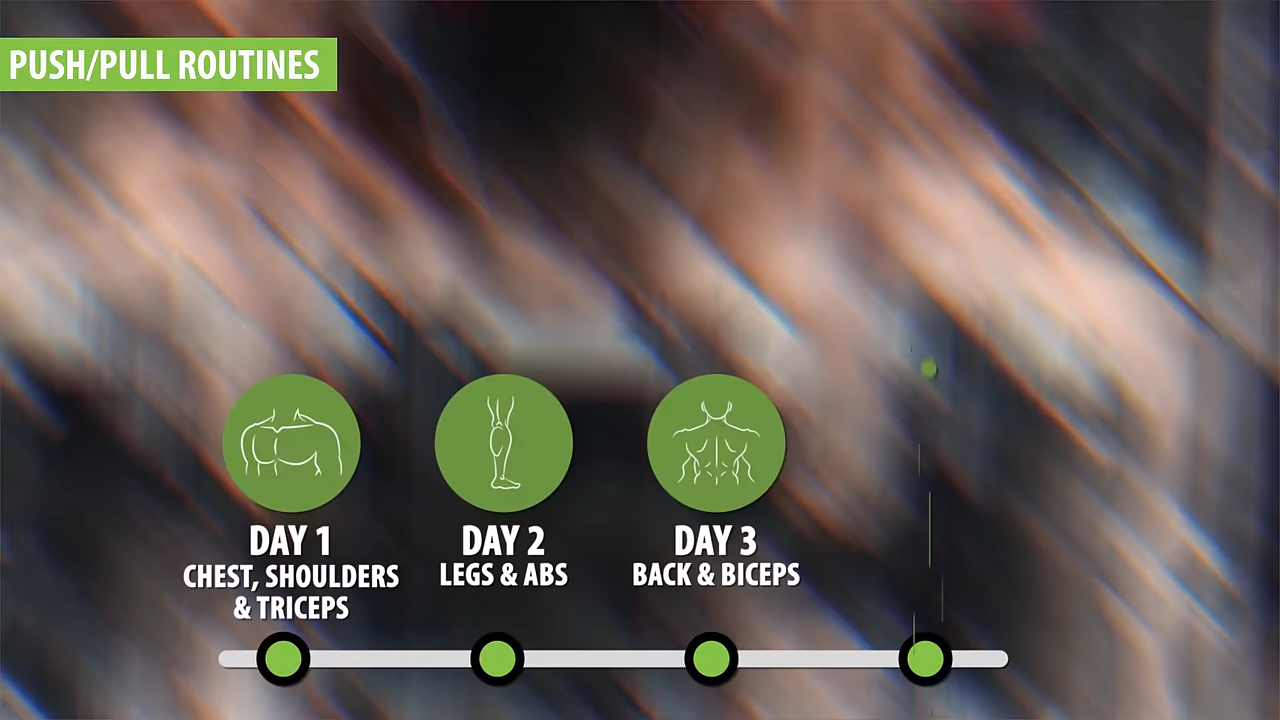 PUSH/PULL ROUTINES
DAY 1
CHEST, SHOULDERS
& TRICEPS
DAY 2
LEGS & ABS
DAY 3
BACK & BICEPS